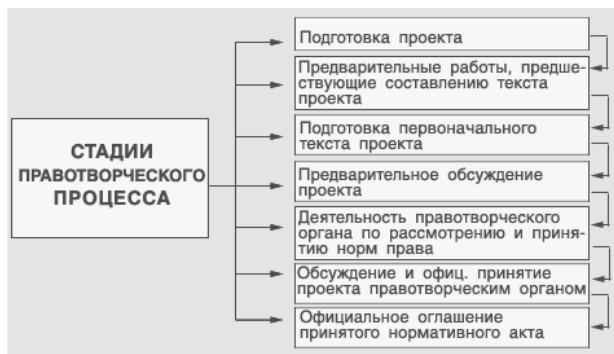 СТАДИИ
ПРАВОТВОРЧЕСКОГО
ПРОЦЕССА
Подготовка проекта
Предварительные работы, предше-
ствующие составлению текста
проекта
Подготовка первоначального
текста проекта
Предварительное обсуждение
проекта
Деятельность правотворческого
органа по рассмотрению и приня-
тию норм права
Обсуждение и офиц. принятие
проекта правотворческим органом
Официальное оглашение
принятого нормативного акта